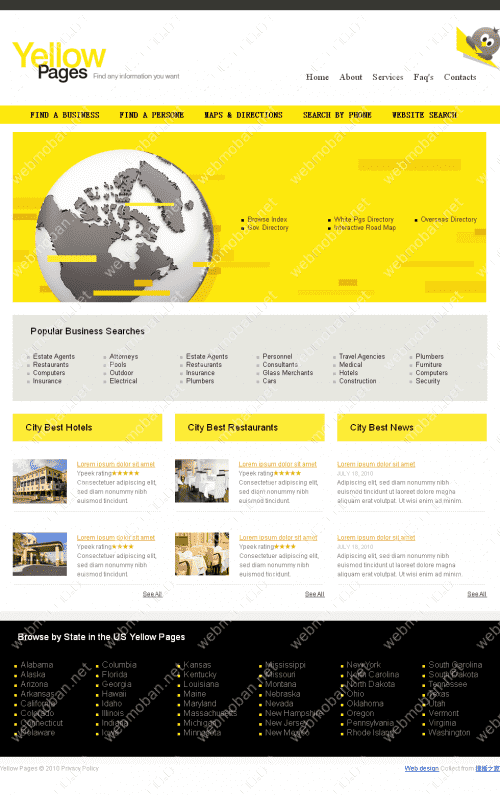 Yellow
Pages Find any information you want
Home About Services Faq's Contacts
FIND A BUSINESS FIND A PERSONE MAPS & DIRECTIONS SEARCH BY PHONE WEBSITE SEARCH
Browse Index White Pgs Directory Overseas Directory
Gov. Directory Interactive Road Map
Popular Business Searches
Estate Agents Attorneys Estate Agents Personnel Travel Agencies Plumbers
Restaurants Pools Restaurants Consultants Medical Furniture
Computers Outdoor Insurance Glass Merchants Hotels Computers
Insurance Electrical Plumbers Cars Construction Security
City Best Hotels City Best Restaurants City Best News
Lorem ipsum dolor sit amet
Ypeek rating
Consectetuer adipiscing elit,
sed diam nonummy nibh
euismod tincidunt.
Lorem ipsum dolor sit amet
Ypeek rating
Consectetuer adipiscing elit,
sed diam nonummy nibh
euismod tincidunt.
Lorem ipsum dolor sit amet
JULY 18, 2010
Adipiscing elit, sed diam nonummy nibh
euismod tincidunt ut laoreet dolore magna
aliquam erat volutpat. Ut wisi enim ad minim.
Lorem ipsum dolor sit amet
Ypeek rating
Consectetuer adipiscing elit,
sed diam nonummy nibh
euismod tincidunt.
Lorem ipsum dolor sit amet
Ypeek rating
Consectetuer adipiscing elit,
sed diam nonummy nibh
euismod tincidunt.
Lorem ipsum dolor sit amet
JULY 18, 2010
Adipiscing elit, sed diam nonummy nibh
euismod tincidunt ut laoreet dolore magna
aliquam erat volutpat. Ut wisi enim ad minim.
See All See All See All
Browse by State in the US Yellow Pages
Alabama Columbia Kansas Mississippi New York South Carolina
Alaska Florida Kentucky Missouri North Carolina South Dakota
Arizona Georgia Louisiana Montana North Dakota Tennessee
Arkansas Hawaii Maine Nebraska Ohio Texas
California Idaho Maryland Nevada Oklahoma Utah
Colorado Illinois Massachusetts New Hampshire Oregon Vermont
Connecticut Indiana Michigan New Jersey Pennsylvania Virginia
Delaware Iowa Minnesota New Mexico Rhode Island Washington
Yellow Pages © 2010 Privacy Policy Web design Collect from 模板之家
webmoban.net